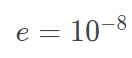 e = 10⁻⁸